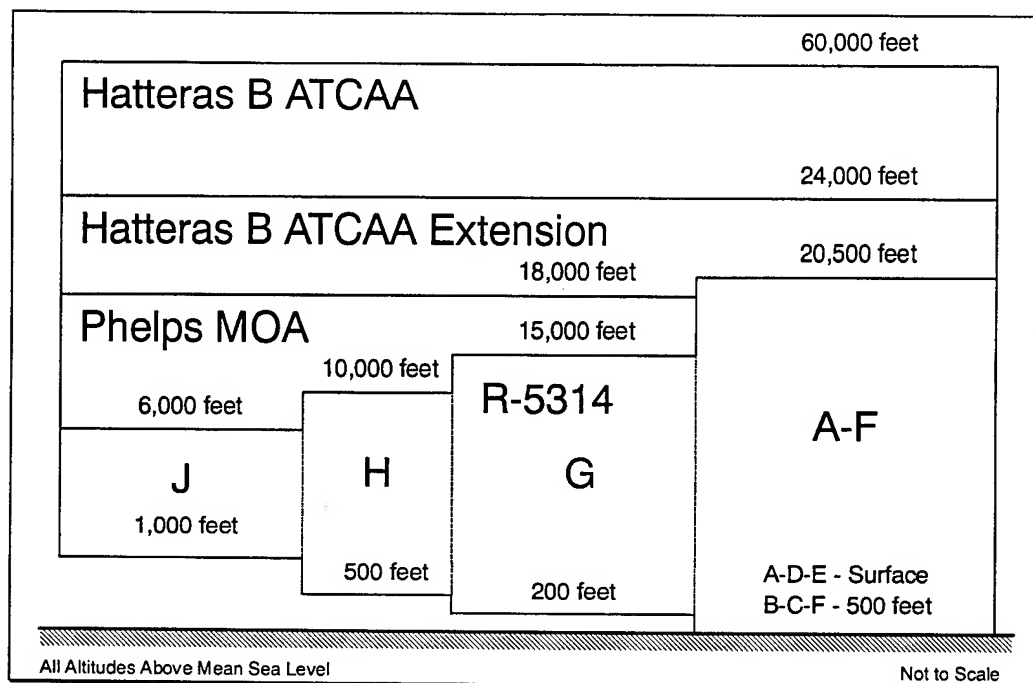 60,000 feet
Hatteras B ATCAA
24,000 feet
Hatteras B ATCAA Extension
20,500 feet
18,000 feet
Phelps MOA
15,000 feet
10,000 feet
6,000 feet
R-5314
A-F
J
H
G
1,000 feet
500 feet
200 feet
A-D-E - Surface
B-C-F - 500 feet
All Altitudes Above Mean Sea Level
Not to Scale